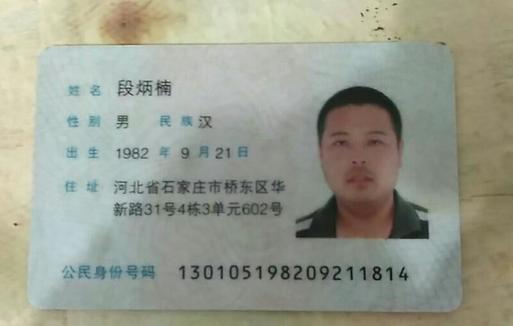 姓名 段炳楠
性别 男 民族 汉
出生 1982 年 9 月 21 日
住址 河北省石家庄市桥东区华
新路31号4栋3单元602号
公民身份号码 130105198209211814